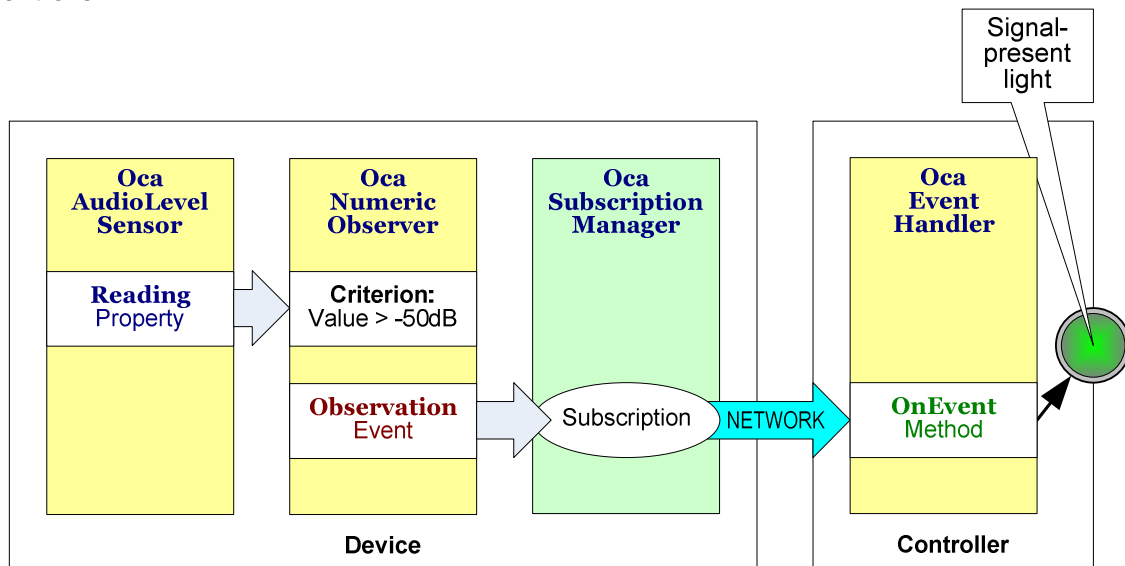 Signal-
present
light
Oca
AudioLevel
Sensor
Reading
Property
Oca
Numeric
Observer
Criterion:
Value > -50dB
Observation
Event
Oca
Subscription
Manager
Subscription
NETWORK
Oca
Event
Handler
OnEvent
Method
Device
Controller